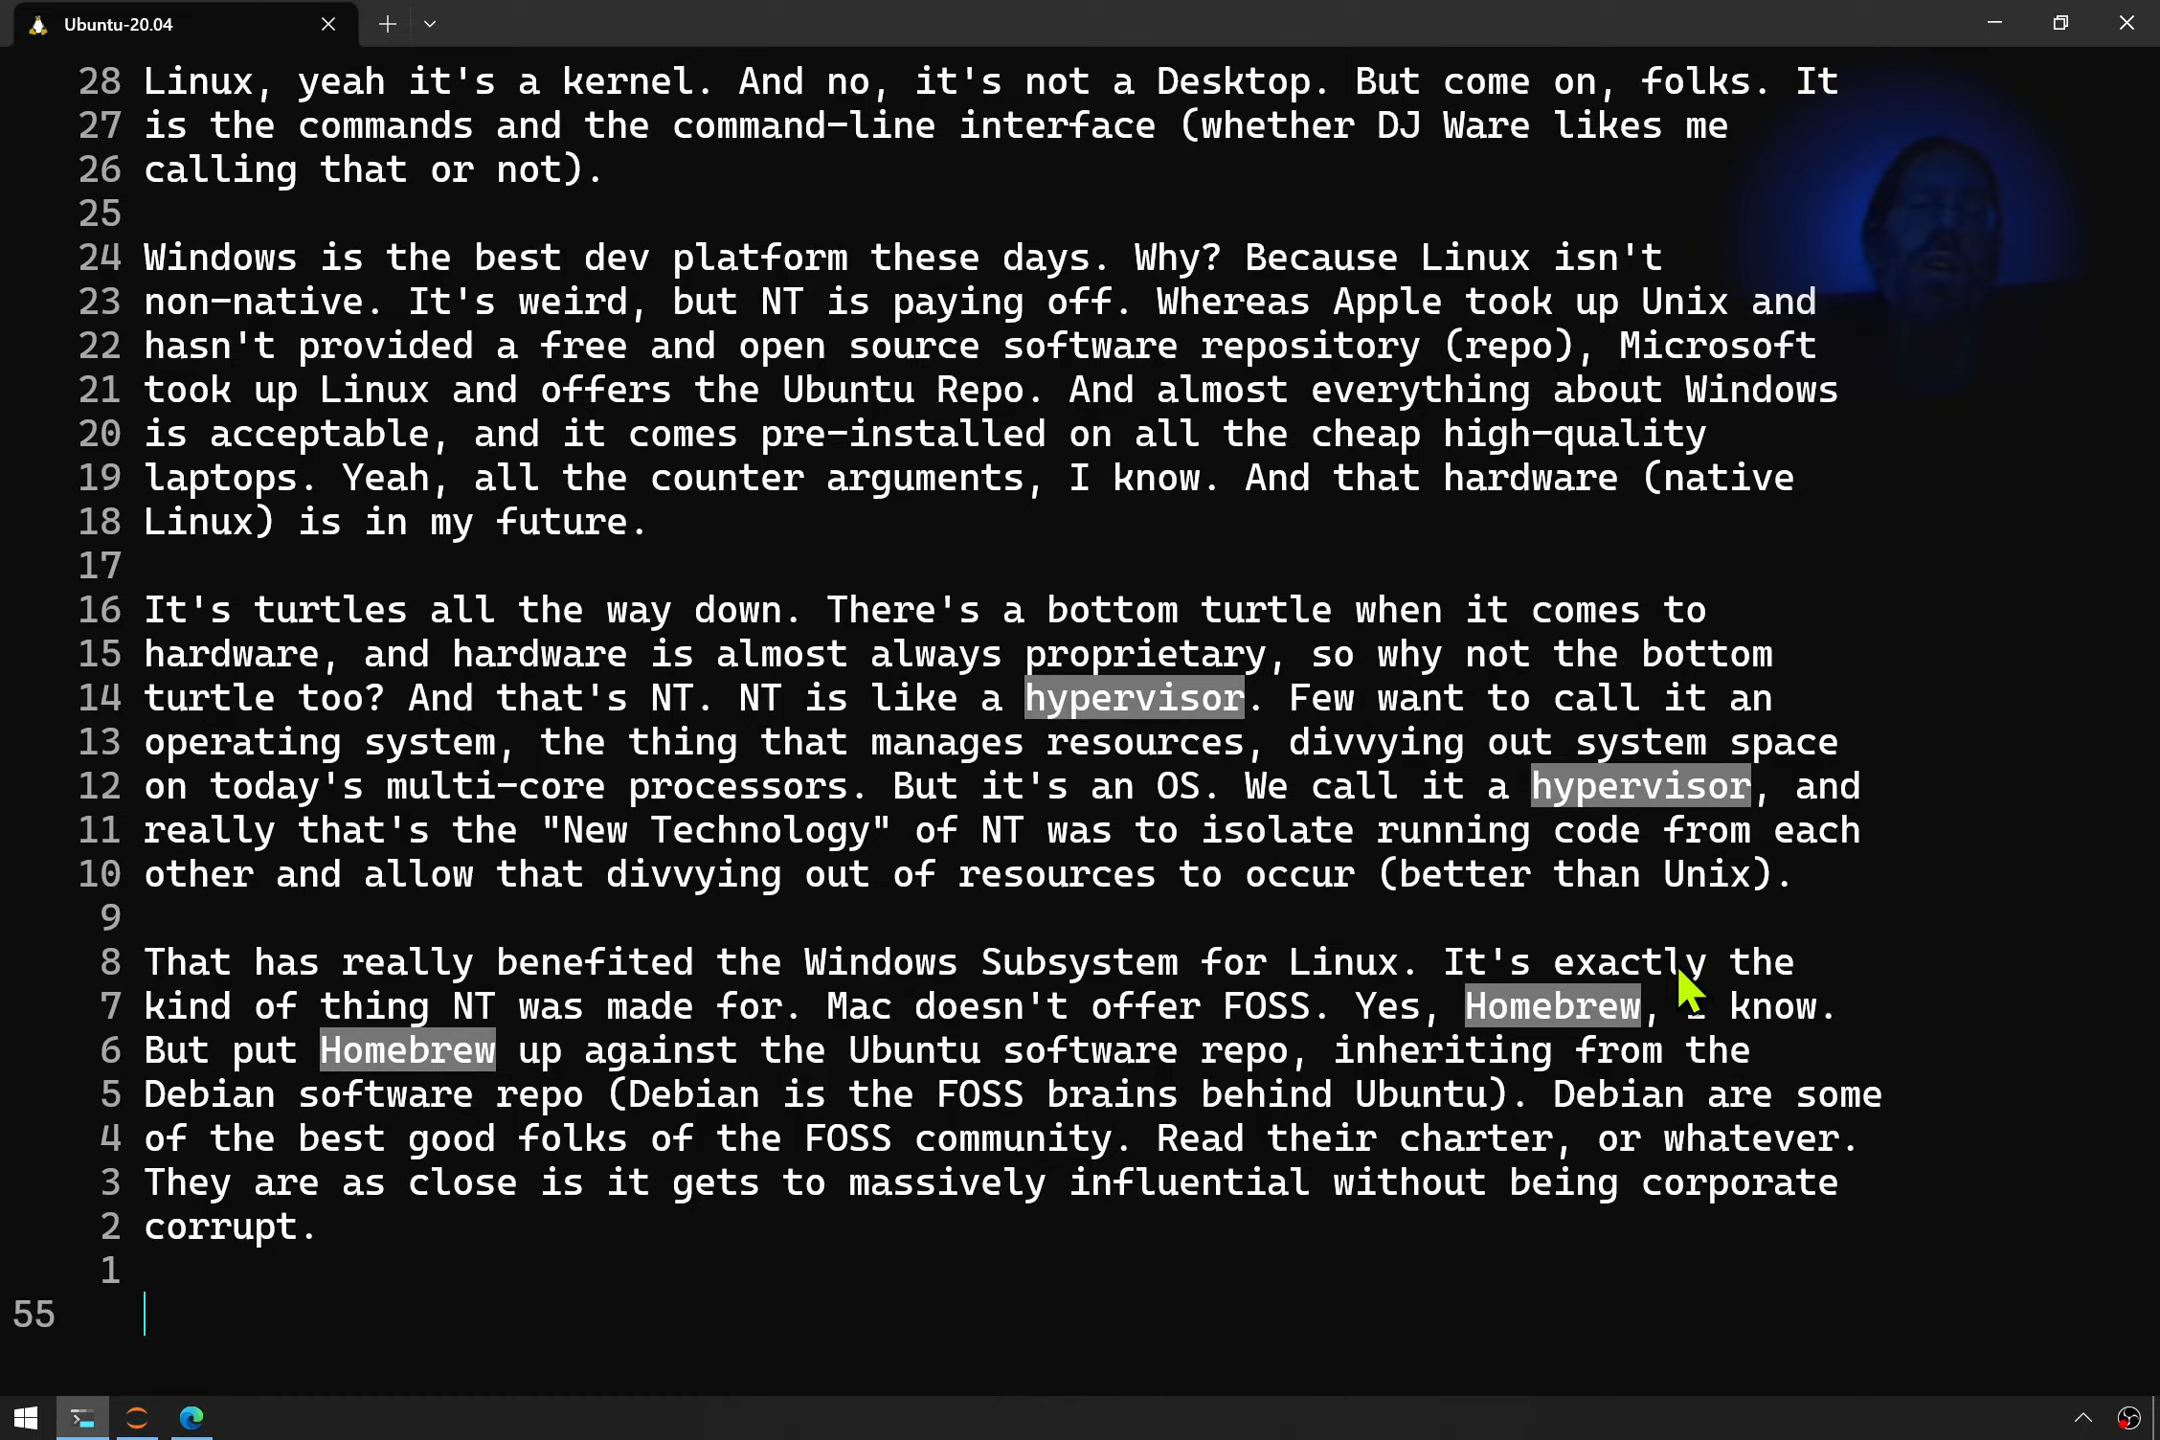 Ubuntu-20.04
28 Linux, yeah it's a kernel. And no, it's not a Desktop. But come on, folks. It
27 is the commands and the command-line interface (whether DJ Ware likes me
26 calling that or not).
25
24 Windows is the best dev platform these days. Why? Because Linux isn't
23 non-native. It's weird, but NT is paying off. Whereas Apple took up Unix and
22 hasn't provided a free and open source software repository (repo), Microsoft
21 took up Linux and offers the Ubuntu Repo. And almost everything about Windows
20 is acceptable, and it comes pre-installed on all the cheap high-quality
19 laptops. Yeah, all the counter arguments, I know. And that hardware (native
18 Linux) is in my future.
17
16 It's turtles all the way down. There's a bottom turtle when it comes to
15 hardware, and hardware is almost always proprietary, so why not the bottom
14 turtle too? And that's NT. NT is like a hypervisor. Few want to call it an
13 operating system, the thing that manages resources, divvying out system space
12 on today's multi-core processors. But it's an OS. We call it a hypervisor, and
11 really that's the "New Technology" of NT was to isolate running code from each
10 other and allow that divvying out of resources to occur (better than Unix).
9
8 That has really benefited the Windows Subsystem for Linux. It's exactly the
7 kind of thing NT was made for. Mac doesn't offer FOSS. Yes, Homebrew, I know.
6 But put Homebrew up against the Ubuntu software repo, inheriting from the
5 Debian software repo (Debian is the FOSS brains behind Ubuntu). Debian are some
4 of the best good folks of the FOSS community. Read their charter, or whatever.
3 They are as close is it gets to massively influential without being corporate
2 corrupt.
1
55